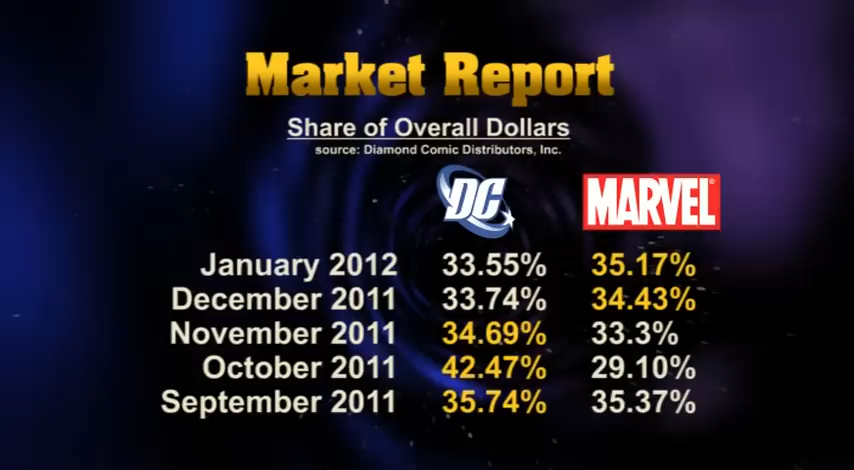 Market Report
Share of Overall Dollars
source: Diamond Comic Distributors, Inc.
DC MARVEL
January 2012 33.55% 35.17%
December 2011 33.74% 34.43%
November 2011 34.69% 33.3%
October 2011 42.47% 29.10%
September 2011 35.74% 35.37%